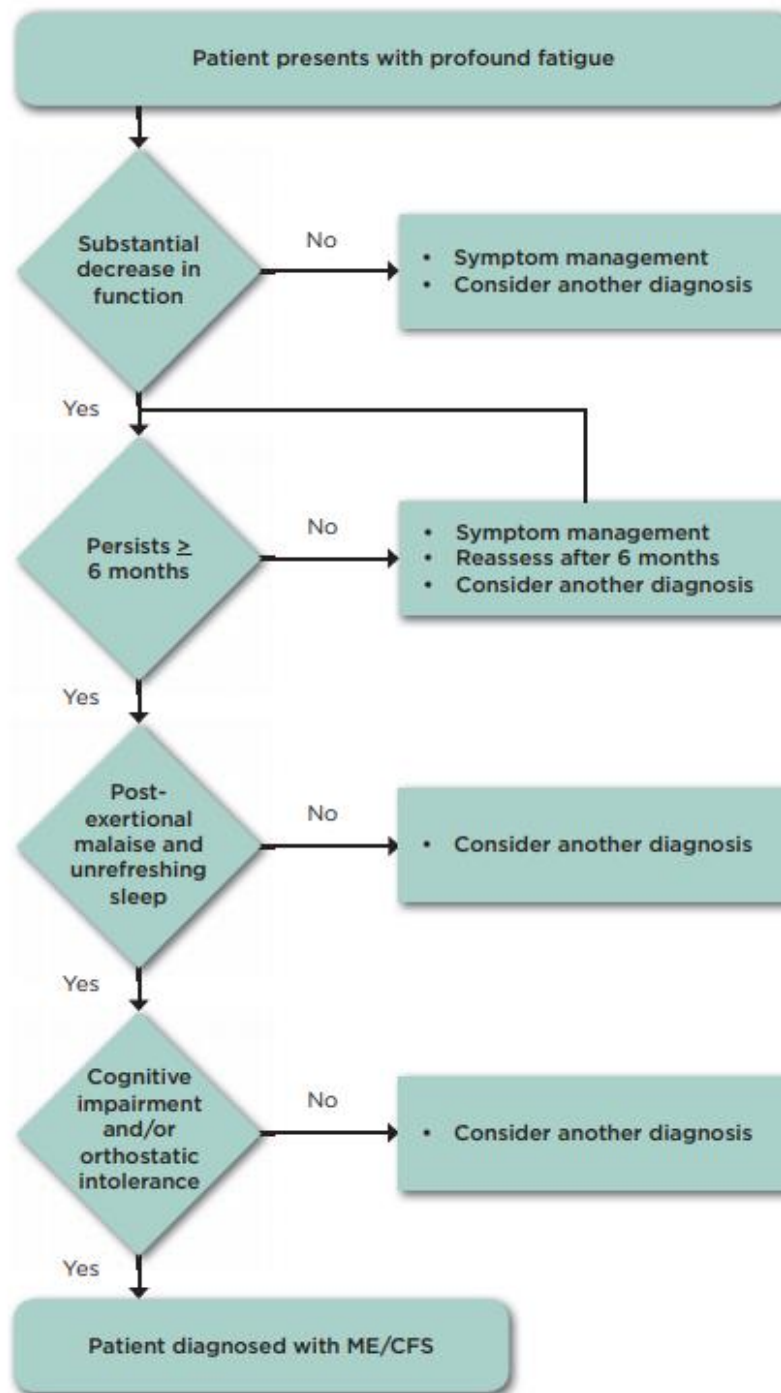 Patient presents with profound fatigue
Substantial
decrease in
function
No
• Symptom management
• Consider another diagnosis
Yes
Persists ≥
6 months
No
• Symptom management
• Reassess after 6 months
• Consider another diagnosis
Yes
Post-
exertional
malaise and
unrefreshing
sleep
No
• Consider another diagnosis
Yes
Cognitive
impairment
and/or
orthostatic
intolerance
No
• Consider another diagnosis
Yes
Patient diagnosed with ME/CFS